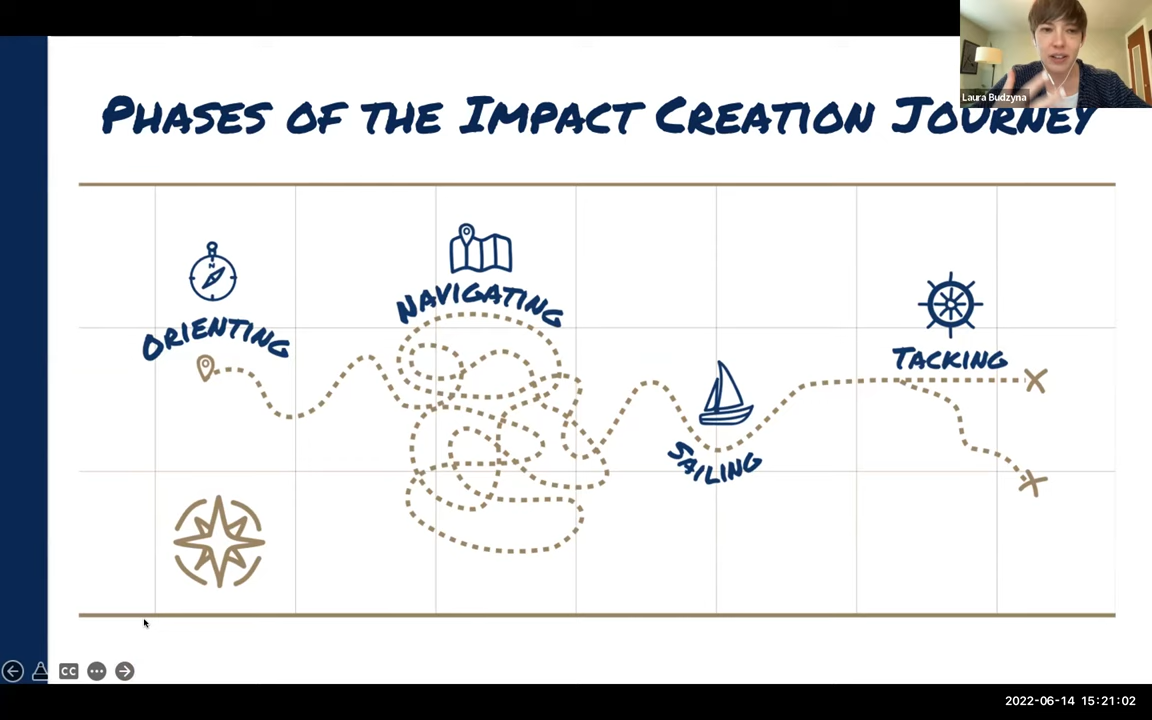 Laura Budzyna
PHASES OF THE IMPACT CREATION JOURNEY
N
ORIENTING
NAVIGATING
SAILING
TACKING
CC
2022-06-14 15:21:02